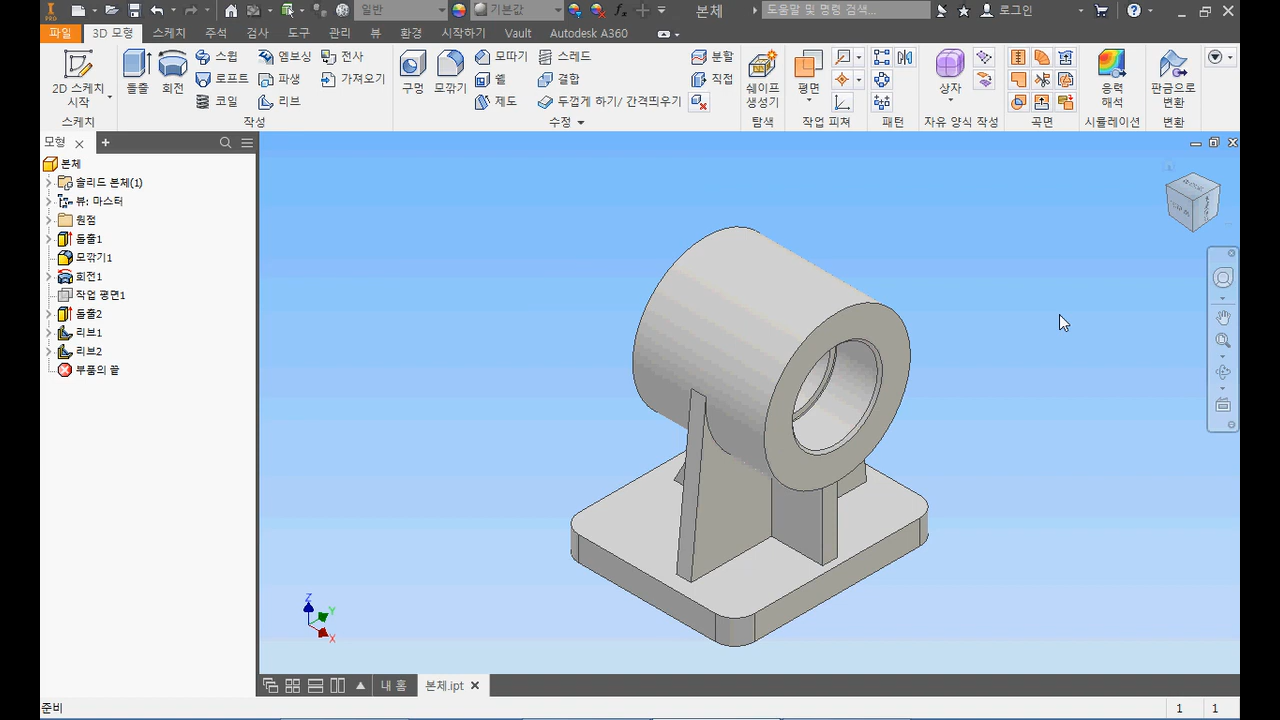 PRO 일반 기본값 본체 도움말 및 명령 검색... 로그인
파일 3D 모형 스케치 주석 검사 도구 관리 뷰 환경 시작하기 Vault Autodesk A360
2D 스케치 시작
돌출 회전 스윕 엠보싱 전사
로프트 파생 가져오기
코일 리브
구멍 모깎기 모따기 스레드 분할
쉘 결합 직접
제도 두껍게 하기/ 간격띄우기
쉐이프 생성기
평면
상자
응력 해석
판금으로 변환
스케치 작성 수정 탐색 작업 피쳐 패턴 자유 양식 작성 곡면 시뮬레이션 변환
모형
본체
솔리드 본체(1)
뷰: 마스터
원점
돌출1
모깎기1
회전1
작업 평면1
돌출2
리브1
리브2
부품의 끝
Z
Y
X
내 홈 본체.ipt
준비 1 1